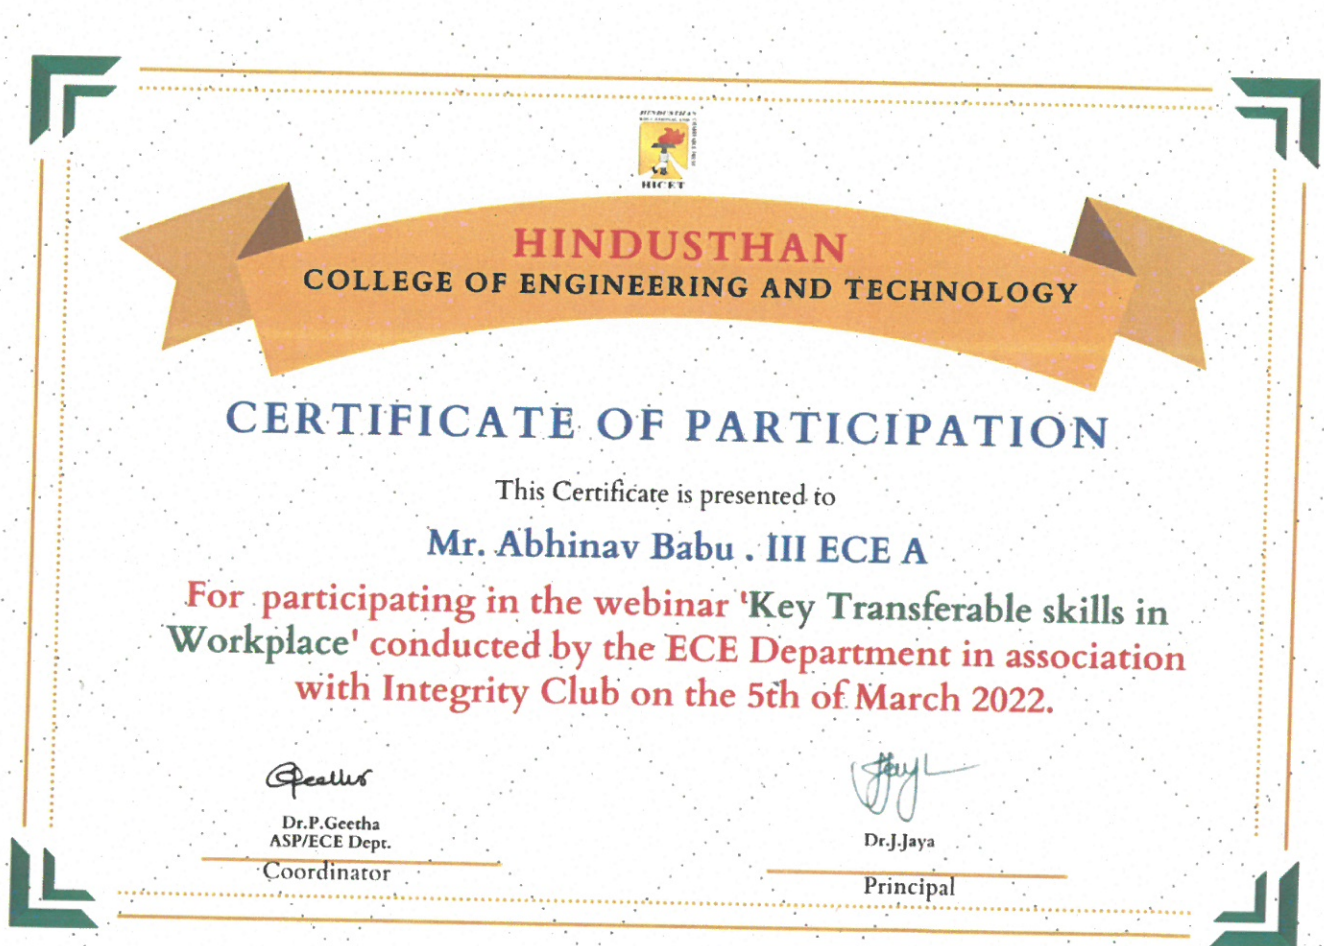 HINDUSTHAN
HICET
HINDUSTHAN
COLLEGE OF ENGINEERING AND TECHNOLOGY
CERTIFICATE OF PARTICIPATION
This Certificate is presented to
Mr. Abhinav Babu . III ECE A
For participating in the webinar 'Key Transferable skills in
Workplace' conducted by the ECE Department in association
with Integrity Club on the 5th of March 2022.
Dr.P.Geetha
ASP/ECE Dept.
Coordinator
Dr.J.Jaya
Principal